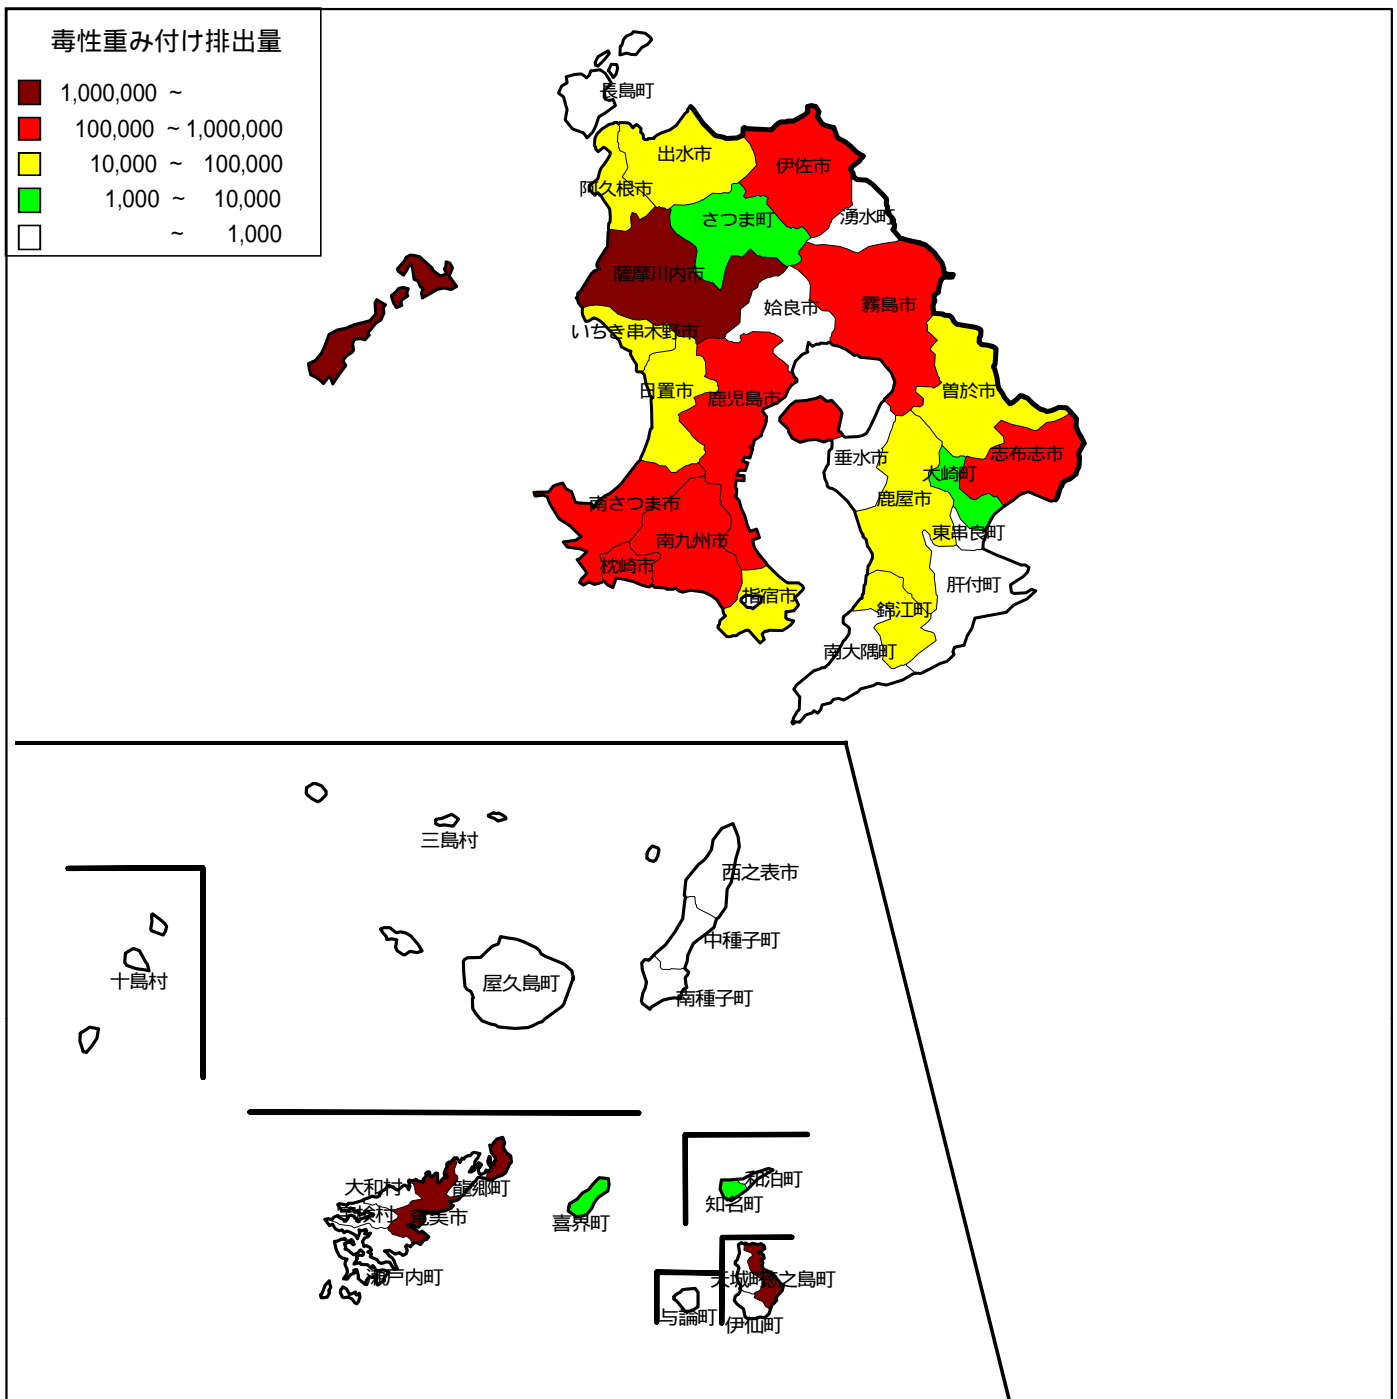 毒性重み付け排出量
1,000,000 ~
100,000 ~ 1,000,000
10,000 ~ 100,000
1,000 ~ 10,000
~ 1,000
長島町
出水市
伊佐市
阿久根市
湧水町
さつま町
薩摩川内市
姶良市
霧島市
いちき串木野市
日置市
鹿児島市
曽於市
垂水市
志布志市
大崎町
鹿屋市
南さつま市
東串良町
南九州市
枕崎市
肝付町
指宿市
錦江町
南大隅町
三島村
西之表市
中種子町
十島村
屋久島町
南種子町
大和村
龍郷町
和泊町
知名町
宇検村
奄美市
喜界町
瀬戸内町
天城町
徳之島町
与論町
伊仙町